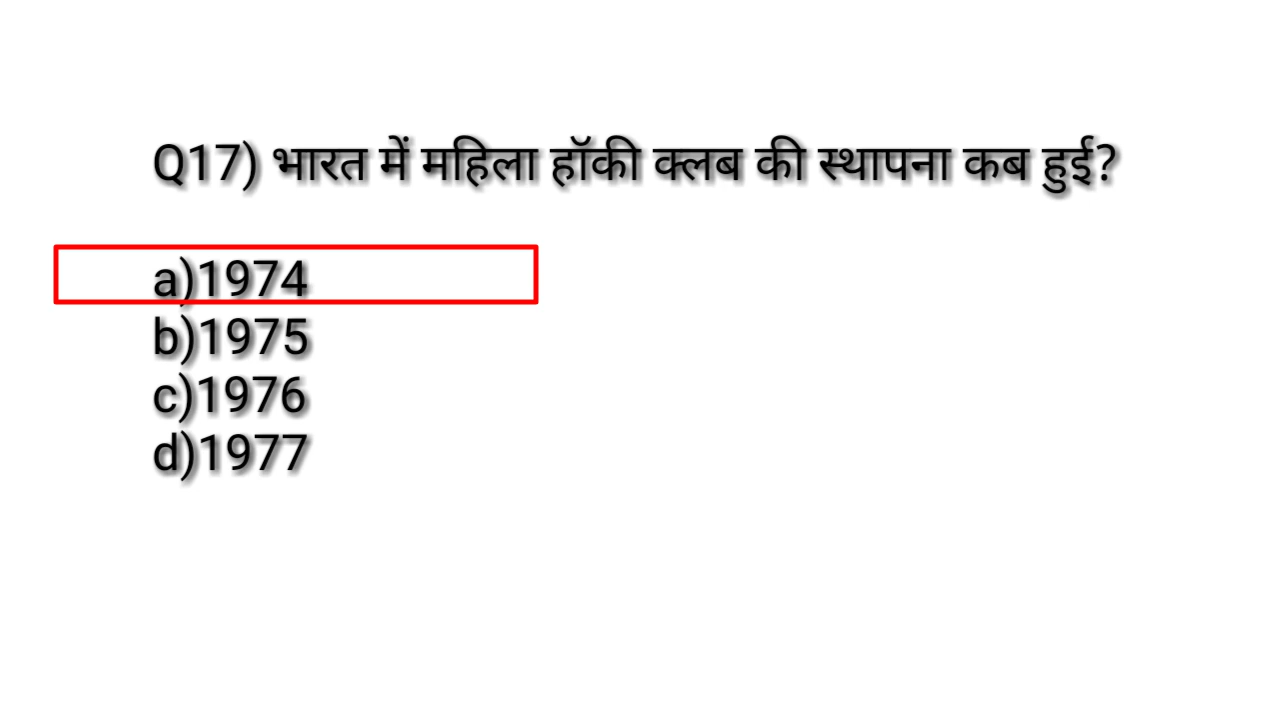 Q17) भारत में महिला हॉकी क्लब की स्थापना कब हुई?
a)1974
b)1975
c)1976
d)1977